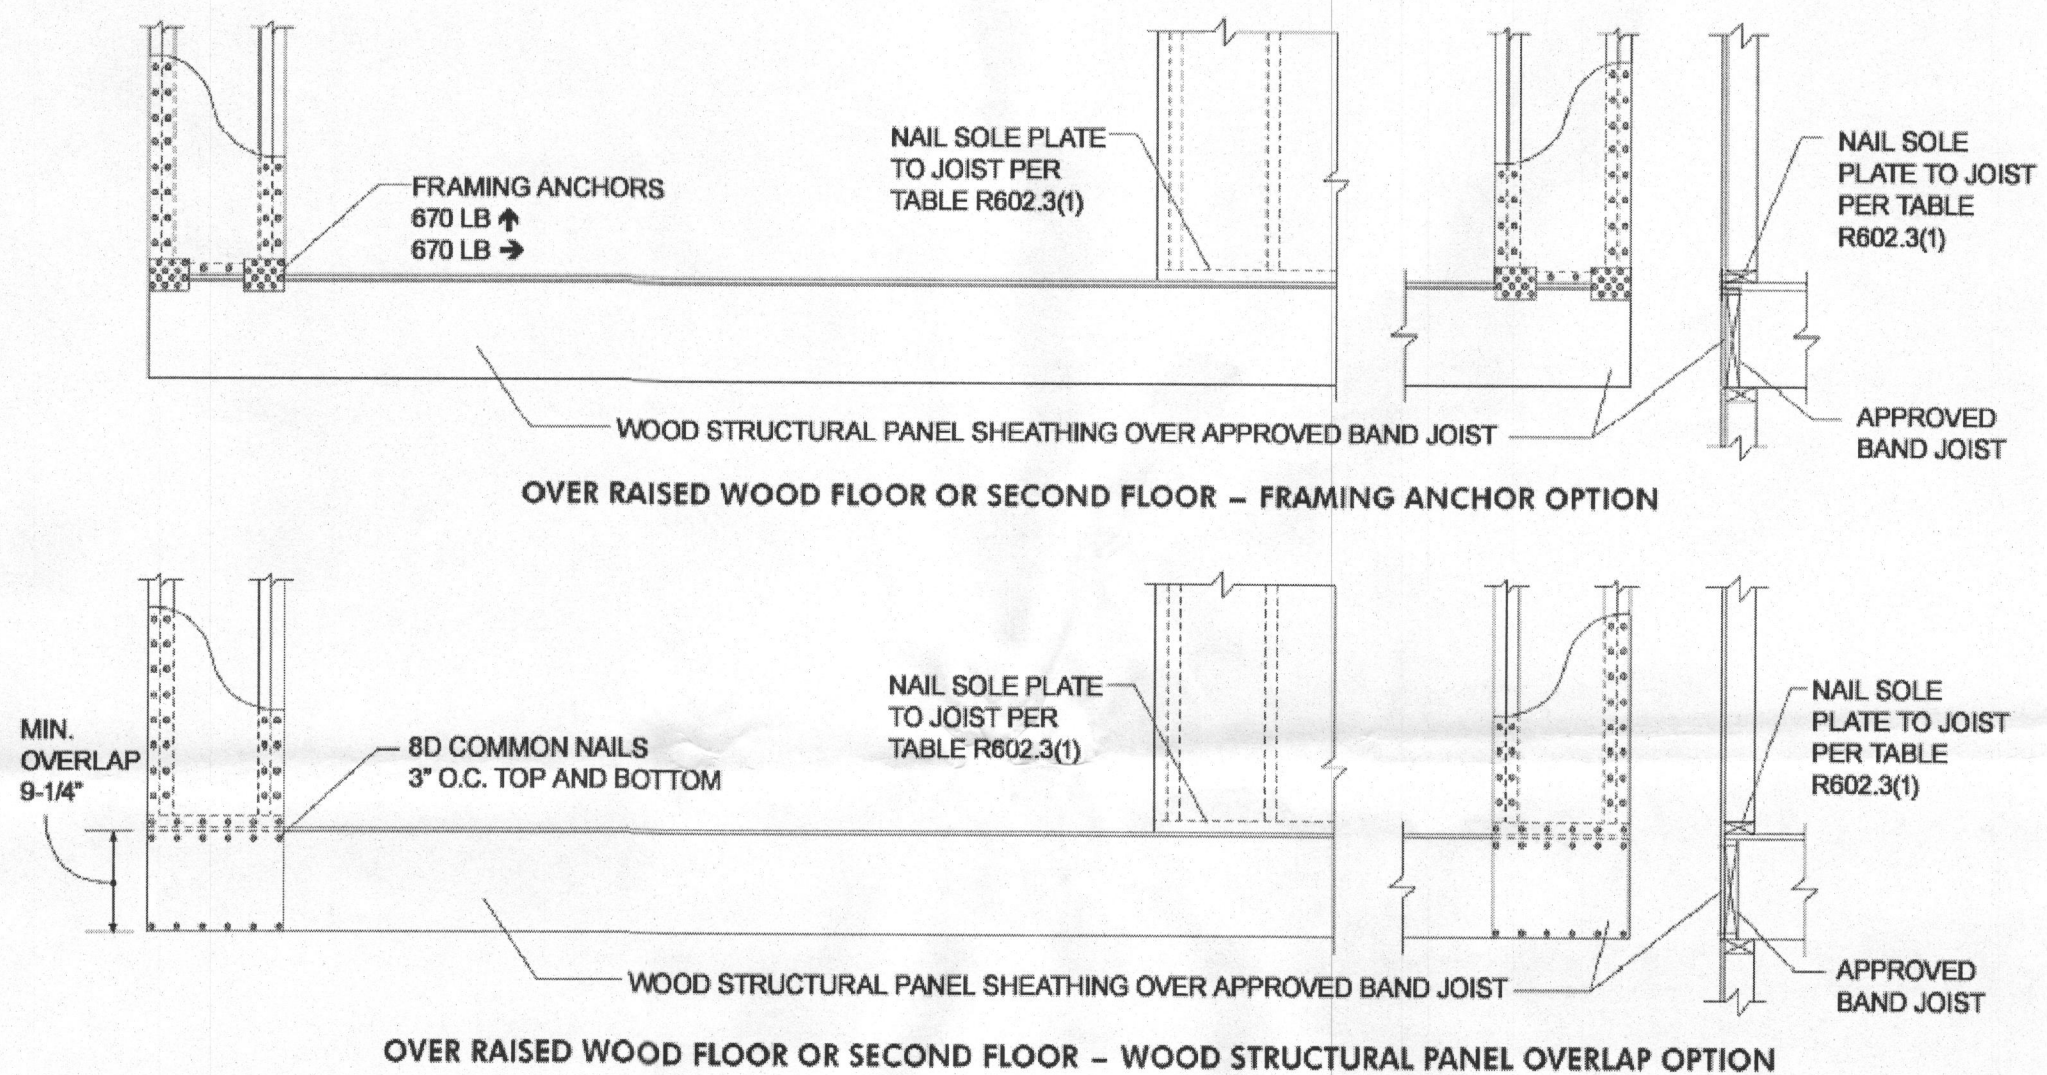 NAIL SOLE PLATE
TO JOIST PER
TABLE R602.3(1)
NAIL SOLE
PLATE TO JOIST
PER TABLE
R602.3(1)
FRAMING ANCHORS
670 LB ↑
670 LB →
WOOD STRUCTURAL PANEL SHEATHING OVER APPROVED BAND JOIST
APPROVED
BAND JOIST
OVER RAISED WOOD FLOOR OR SECOND FLOOR – FRAMING ANCHOR OPTION
MIN.
OVERLAP
9-1/4"
8D COMMON NAILS
3" O.C. TOP AND BOTTOM
NAIL SOLE PLATE
TO JOIST PER
TABLE R602.3(1)
NAIL SOLE
PLATE TO JOIST
PER TABLE
R602.3(1)
WOOD STRUCTURAL PANEL SHEATHING OVER APPROVED BAND JOIST
APPROVED
BAND JOIST
OVER RAISED WOOD FLOOR OR SECOND FLOOR – WOOD STRUCTURAL PANEL OVERLAP OPTION